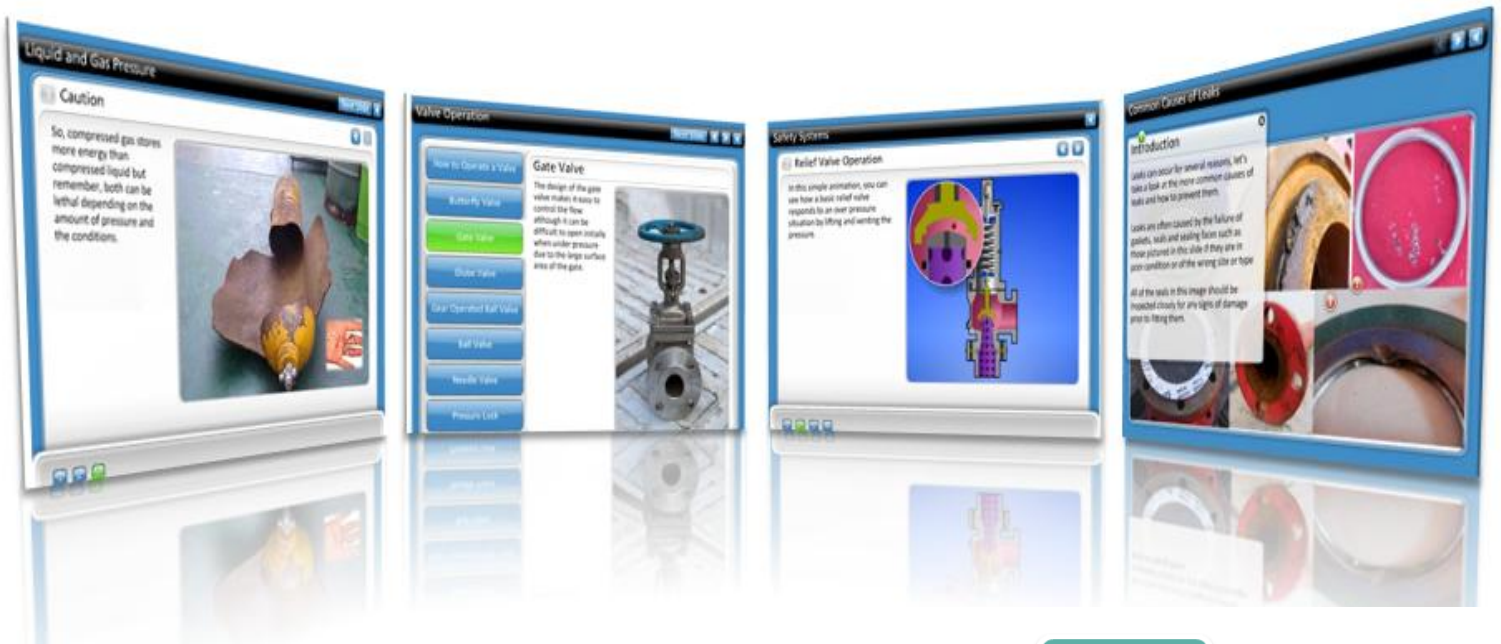 Liquid and Gas Pressure
Next Slide
Caution
So, compressed gas stores
more energy than
compressed liquid but
remember, both can be
lethal depending on the
amount of pressure and
the conditions.
Valve Operation
Next Slide
How to Operate a Valve
Butterfly Valve
Gate Valve
Globe Valve
Gear Operated Ball Valve
Ball Valve
Needle Valve
Pressure Lock
Gate Valve
The design of the gate
valve makes it easy to
control the flow
although it can be
difficult to open initially
when under pressure
due to the large surface
area of the gate.
Safety Systems
Relief Valve Operation
In this simple animation, you can
see how a basic relief valve
responds to an over pressure
situation by lifting and venting the
pressure.
Common Causes of Leaks
Introduction
Leaks can occur for several reasons, let's
take a look at the more common causes of
leaks and how to prevent them.
Leaks are often caused by the failure of
gaskets, seals and sealing faces such as
those pictured in this slide if they are in
poor condition or of the wrong size or type
All of the seals in this image should be
inspected closely for any signs of damage
prior to fitting them.